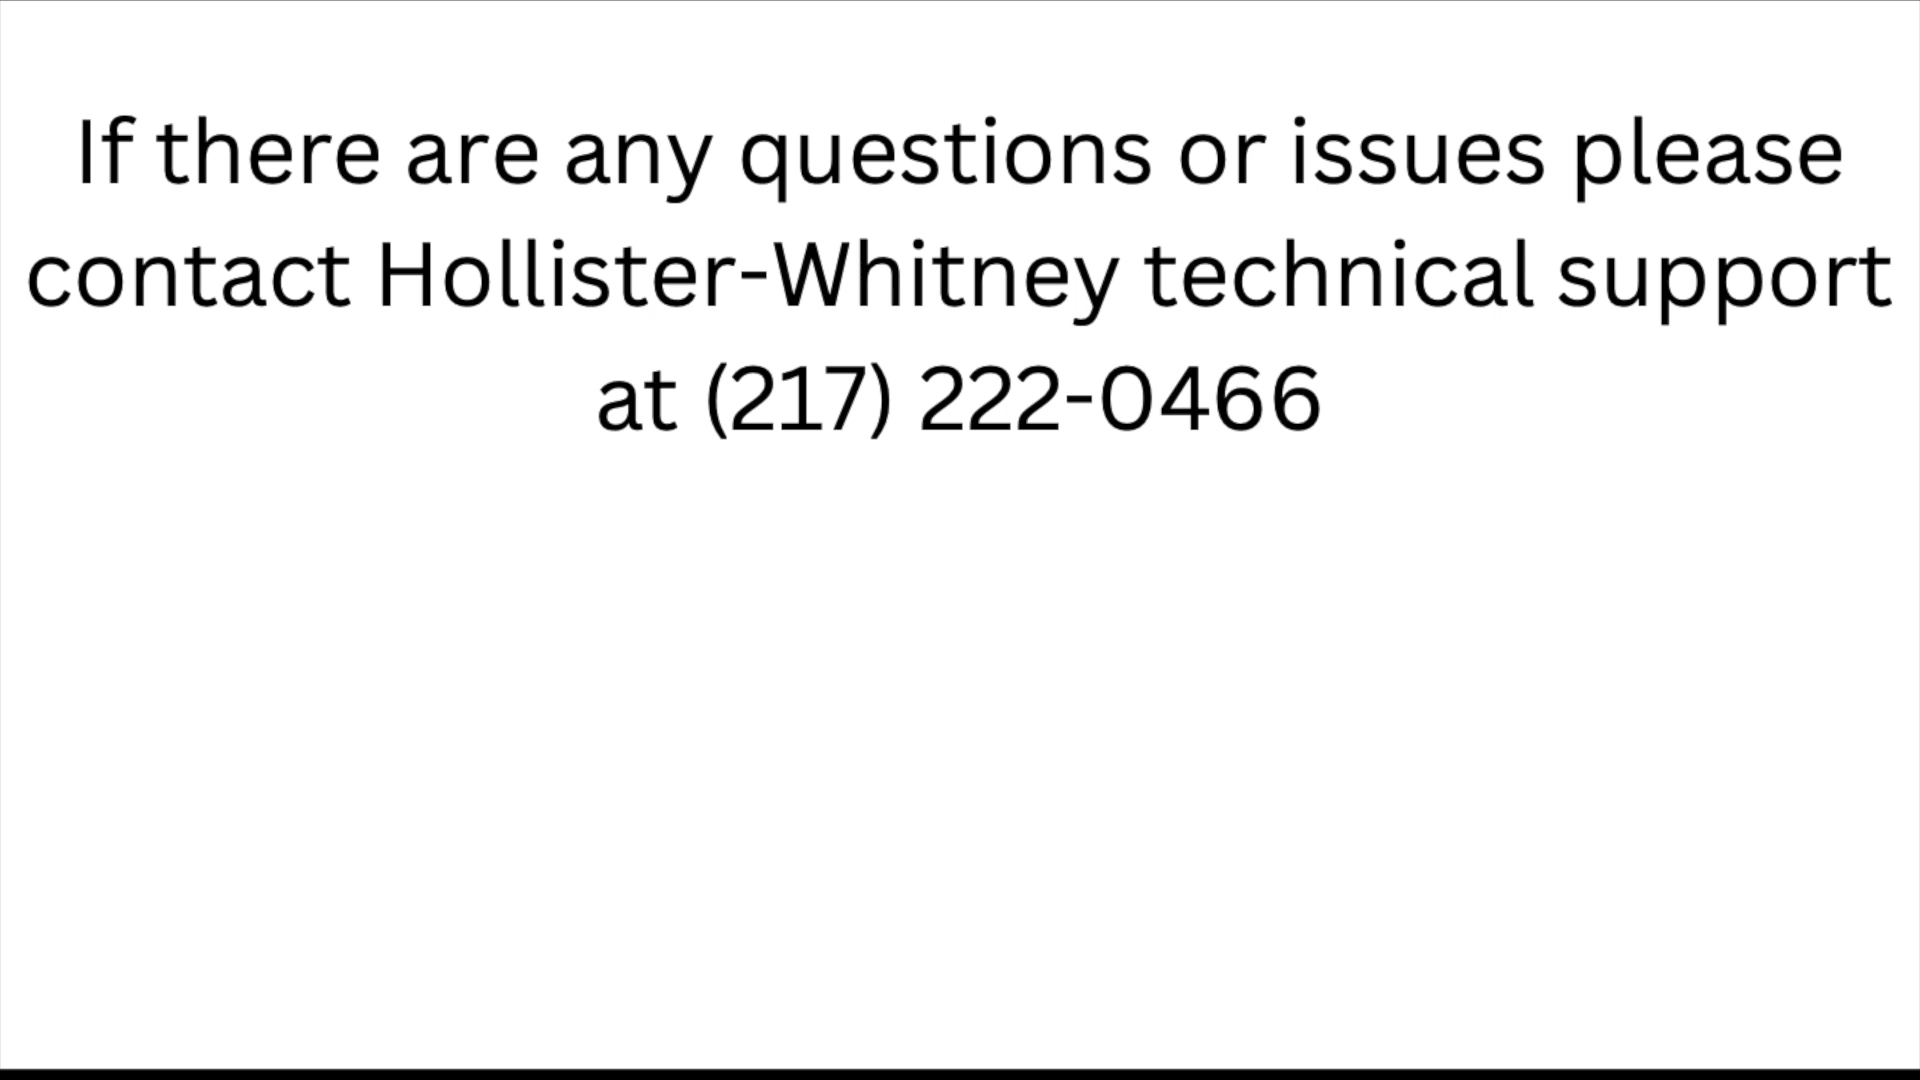 If there are any questions or issues please
contact Hollister-Whitney technical support
at (217) 222-0466